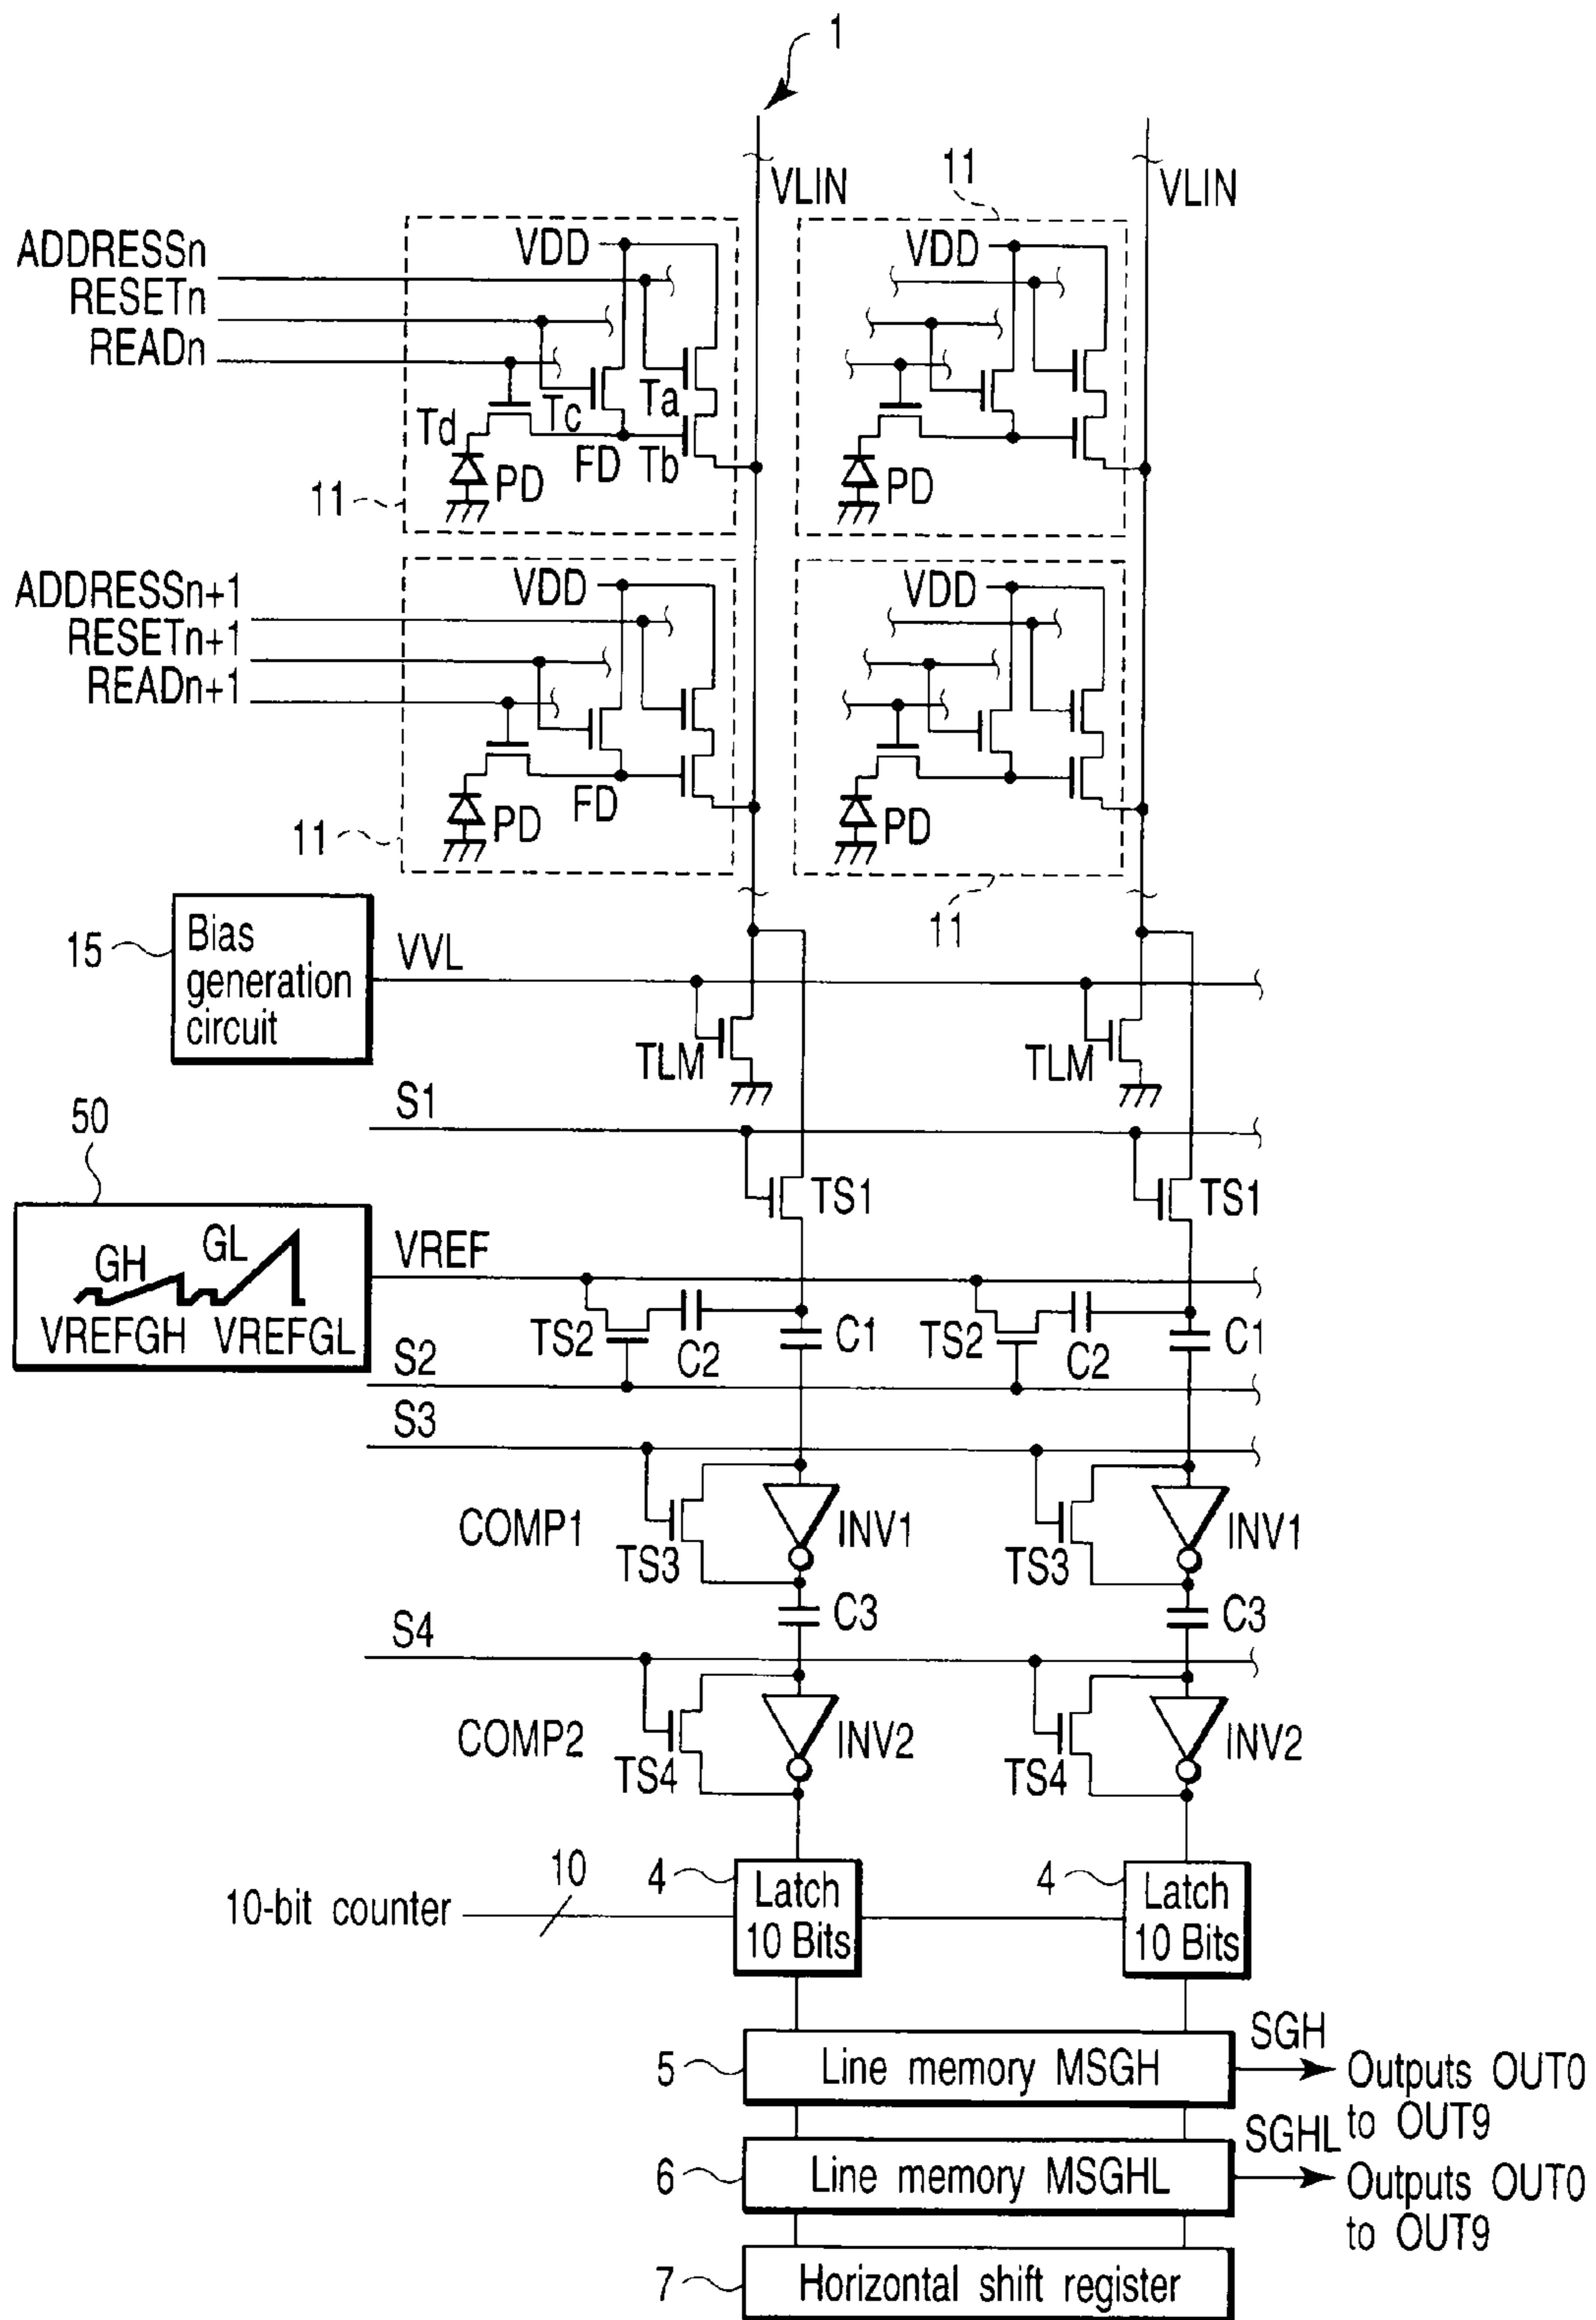 1
VLIN
11
VLIN
ADDRESSn
RESETn
READn
VDD
Td
Tc
Ta
FD
Tb
PD
11
VDD
PD
ADDRESSn+1
RESETn+1
READn+1
VDD
FD
PD
11
VDD
PD
11
15
Bias
generation
circuit
VVL
TLM
TLM
50
S1
TS1
TS1
GH
GL
VREFGH VREFGL
VREF
TS2
C2
C1
TS2
C2
C1
S2
S3
COMP1
TS3
INV1
TS3
INV1
C3
C3
S4
COMP2
TS4
INV2
TS4
INV2
10-bit counter
10
4
Latch
10 Bits
4
Latch
10 Bits
5
Line memory MSGH
SGH
Outputs OUT0
to OUT9
6
Line memory MSGHL
SGHL
Outputs OUT0
to OUT9
7
Horizontal shift register